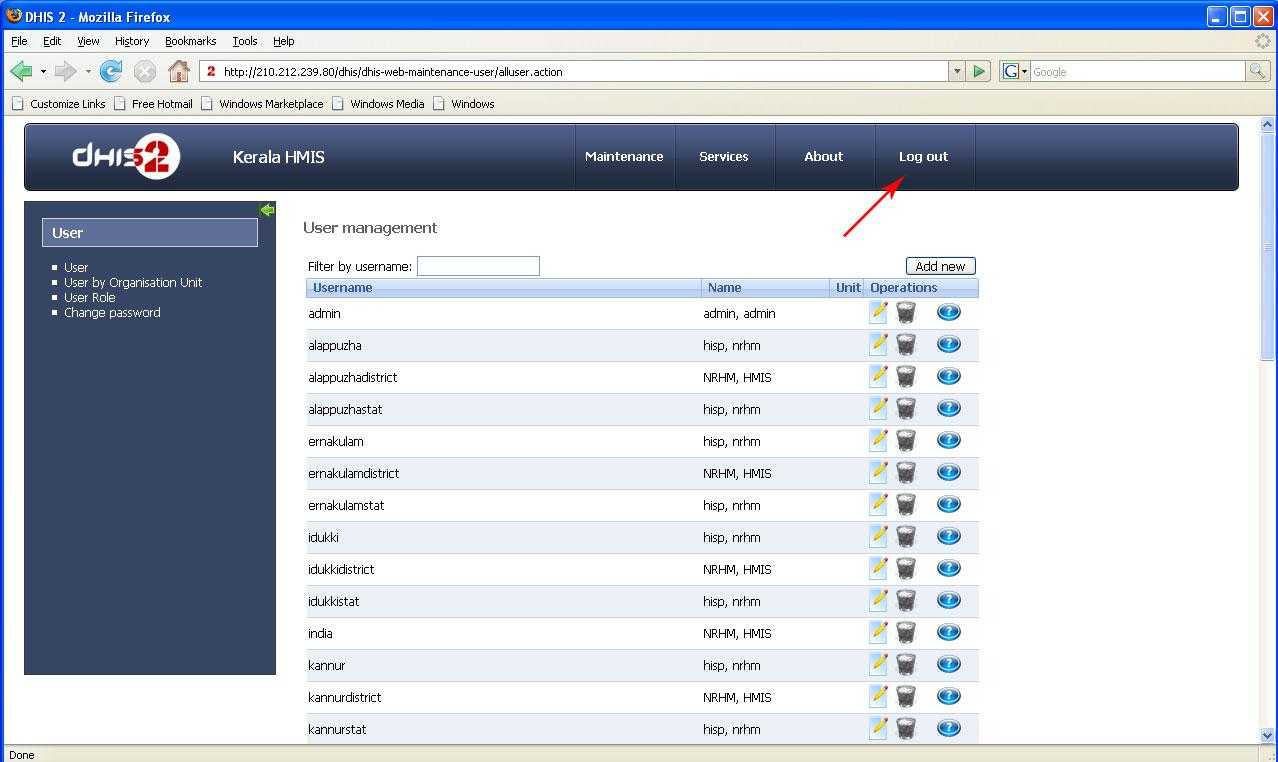 DHIS 2 - Mozilla Firefox
File Edit View History Bookmarks Tools Help
2 http://210.212.239.80/dhis/dhis-web-maintenance-user/alluser.action G Google
Customize Links Free Hotmail Windows Marketplace Windows Media Windows
dHIS2 Kerala HMIS Maintenance Services About Log out
User
User
User by Organisation Unit
User Role
Change password
User management
Filter by username: Add new
Username Name Unit Operations
admin admin, admin ?
alappuzha hisp, nrhm ?
alappuzhadistrict NRHM, HMIS ?
alappuzhastat hisp, nrhm ?
ernakulam hisp, nrhm ?
ernakulamdistrict NRHM, HMIS ?
ernakulamstat hisp, nrhm ?
idukki hisp, nrhm ?
idukkidistrict NRHM, HMIS ?
idukkistat hisp, nrhm ?
india NRHM, HMIS ?
kannur hisp, nrhm ?
kannurdistrict NRHM, HMIS ?
kannurstat hisp, nrhm ?
Done